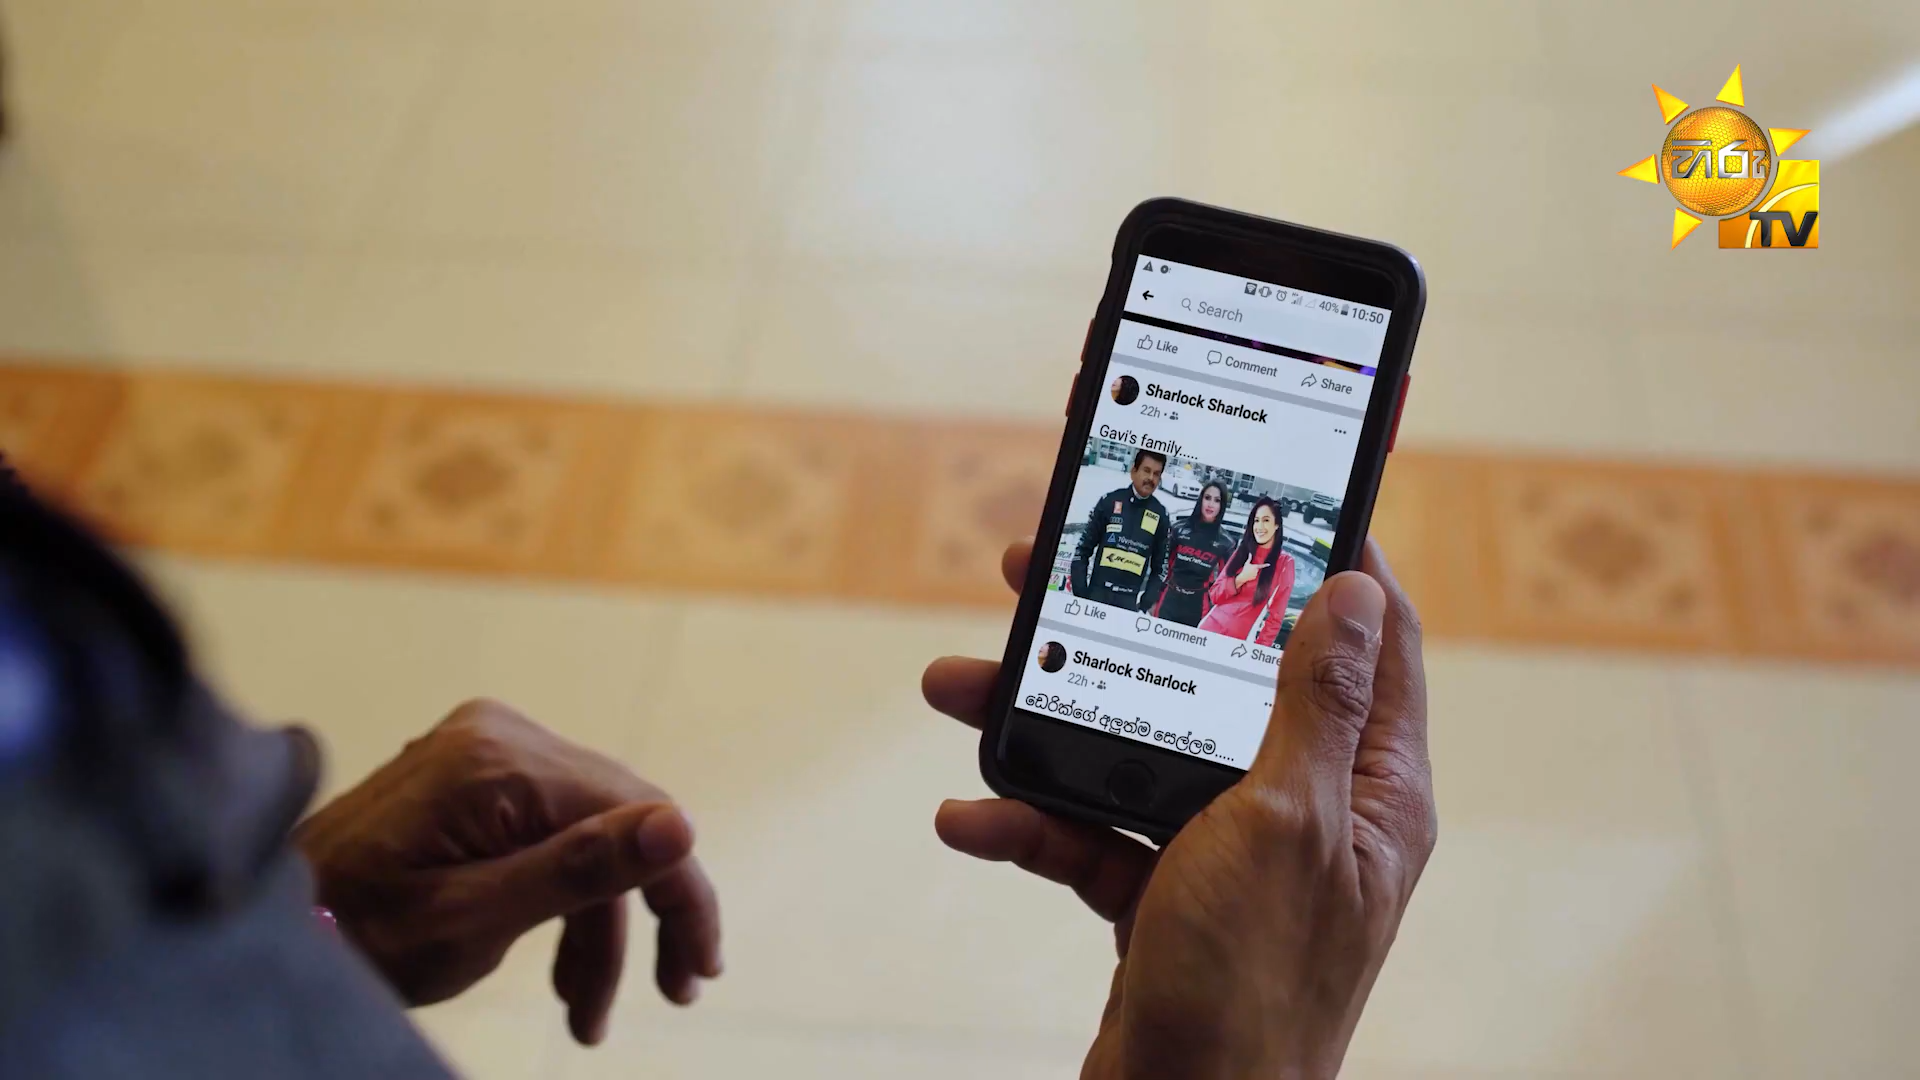 හිරු
TV
40% 10:50
Search
Like Comment Share
Sharlock Sharlock
22h
Gavi's family.....
ADAC
Like Comment Share
Sharlock Sharlock
22h
ඩෙරික්ගේ අලුත්ම සෙල්ලම.....